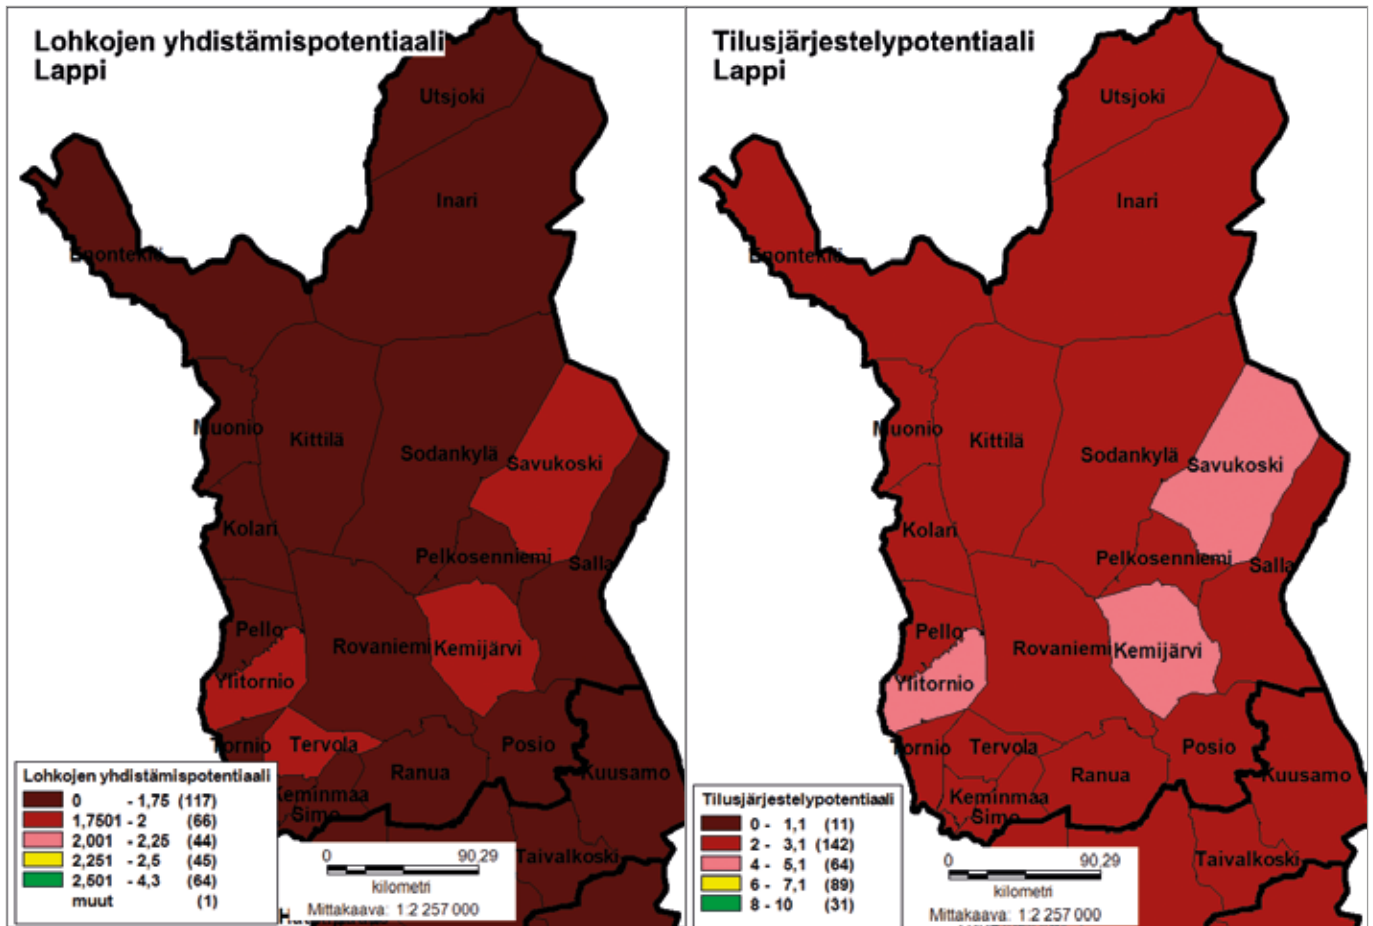 Lohkojen yhdistämispotentiaali
Lappi
Utsjoki
Inari
Enontekiö
Muonio
Kittilä
Sodankylä
Savukoski
Kolari
Pelkosenniemi
Salla
Pello
Rovaniemi
Kemijärvi
Ylitornio
Tornio
Tervola
Posio
Ranua
Kuusamo
Keminmaa
Simo
Taivalkoski
Lohkojen yhdistämispotentiaali
0 - 1,75 (117)
1,7501 - 2 (66)
2,001 - 2,25 (44)
2,251 - 2,5 (45)
2,501 - 4,3 (64)
muut (1)
0 90,29
kilometri
Mittakaava: 1:2 257 000
Tilusjärjestelypotentiaali
Lappi
Utsjoki
Inari
Enontekiö
Muonio
Kittilä
Sodankylä
Savukoski
Kolari
Pelkosenniemi
Salla
Pello
Rovaniemi
Kemijärvi
Ylitornio
Tornio
Tervola
Posio
Ranua
Kuusamo
Keminmaa
Simo
Taivalkoski
Tilusjärjestelypotentiaali
0 - 1,1 (11)
2 - 3,1 (142)
4 - 5,1 (64)
6 - 7,1 (89)
8 - 10 (31)
0 90,29
kilometri
Mittakaava: 1:2 257 000